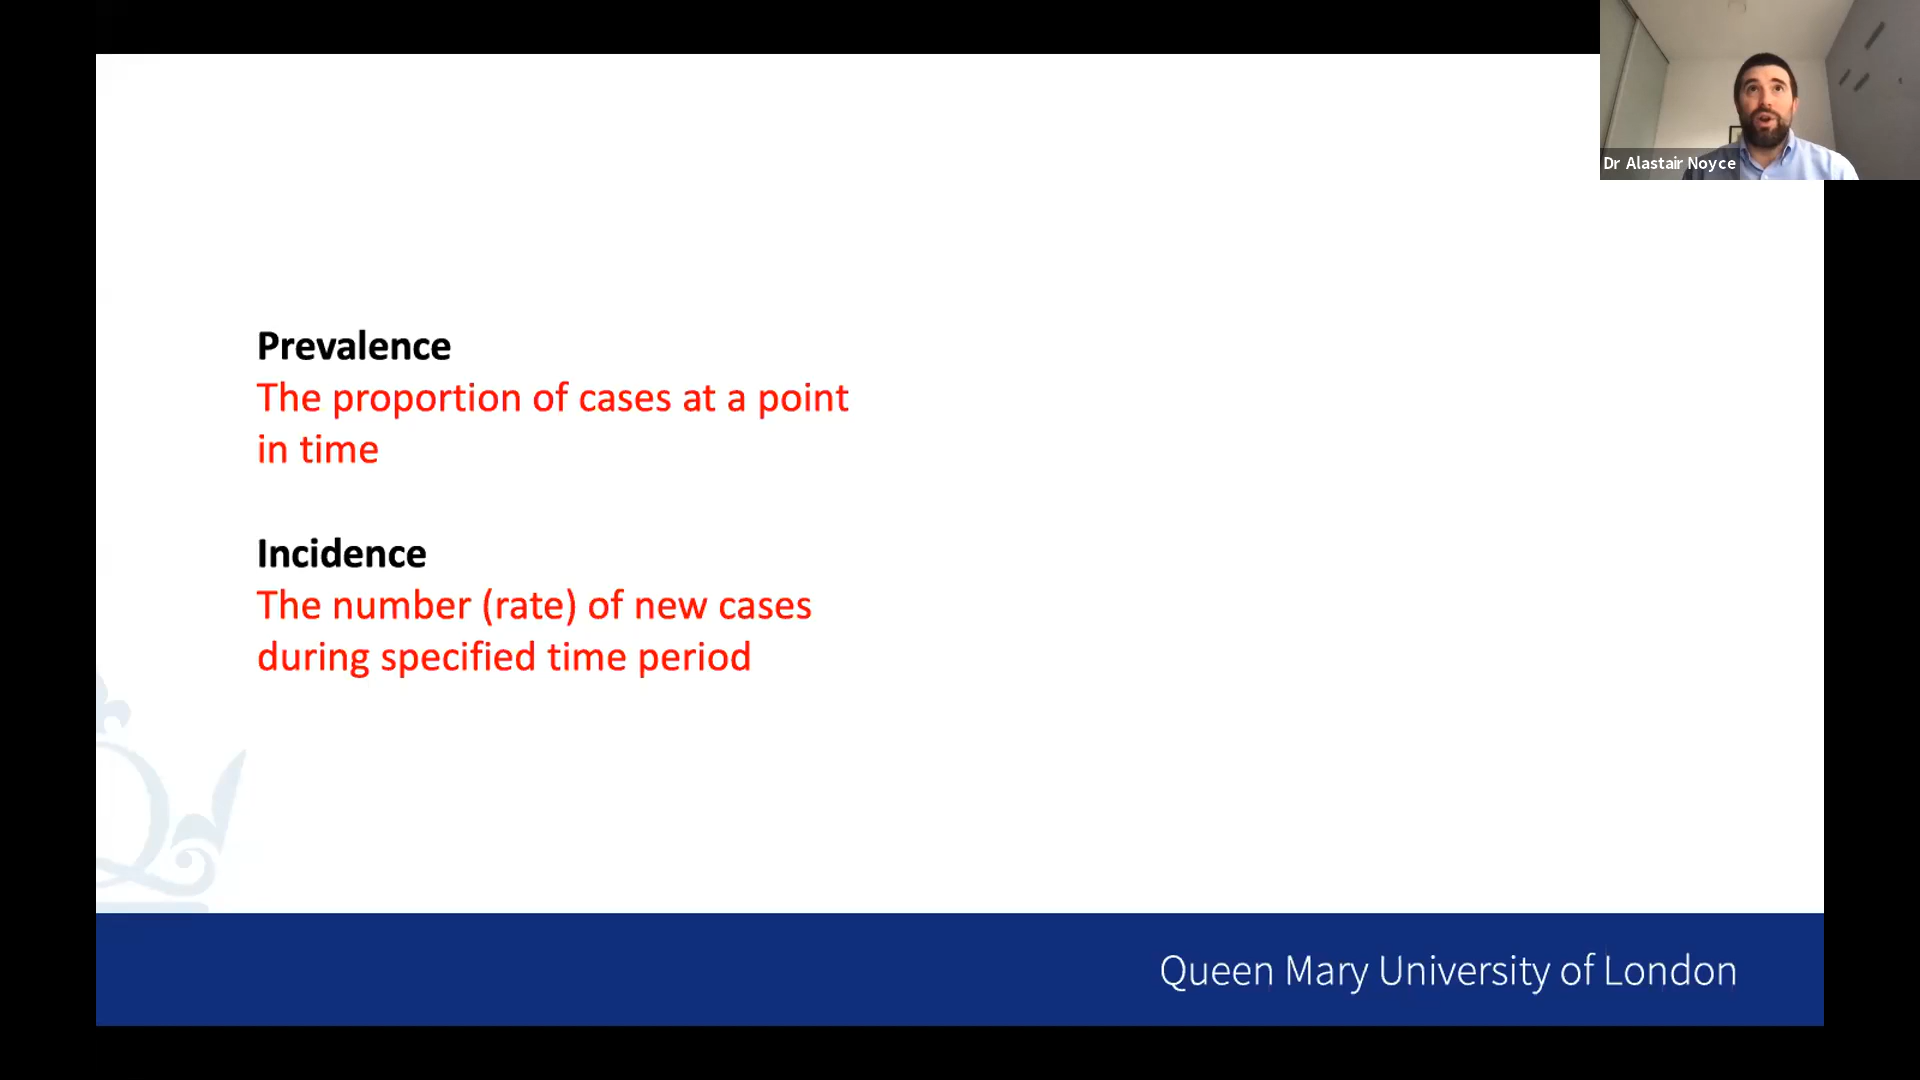 Dr Alastair Noyce
Prevalence
The proportion of cases at a point
in time
Incidence
The number (rate) of new cases
during specified time period
Queen Mary University of London